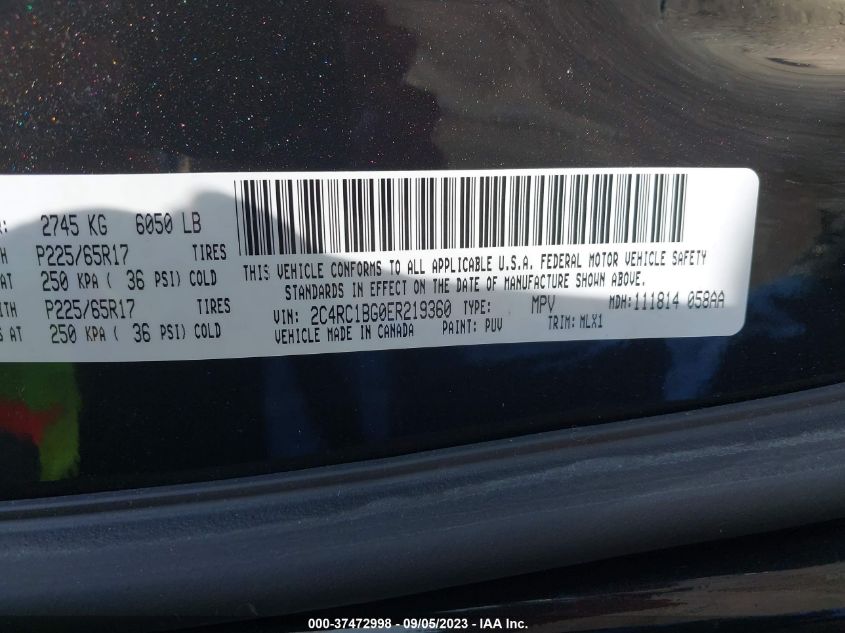 R: 2745 KG 6050 LB
H P225/65R17 TIRES
AT 250 KPA ( 36 PSI) COLD
ITH P225/65R17 TIRES
S AT 250 KPA ( 36 PSI) COLD
THIS VEHICLE CONFORMS TO ALL APPLICABLE U.S.A. FEDERAL MOTOR VEHICLE SAFETY
STANDARDS IN EFFECT ON THE DATE OF MANUFACTURE SHOWN ABOVE.
VIN: 2C4RC1BG0ER219360 TYPE: MPV MDH:111814 058AA
VEHICLE MADE IN CANADA PAINT: PUV TRIM: MLX1
000-37472998 - 09/05/2023 - IAA Inc.